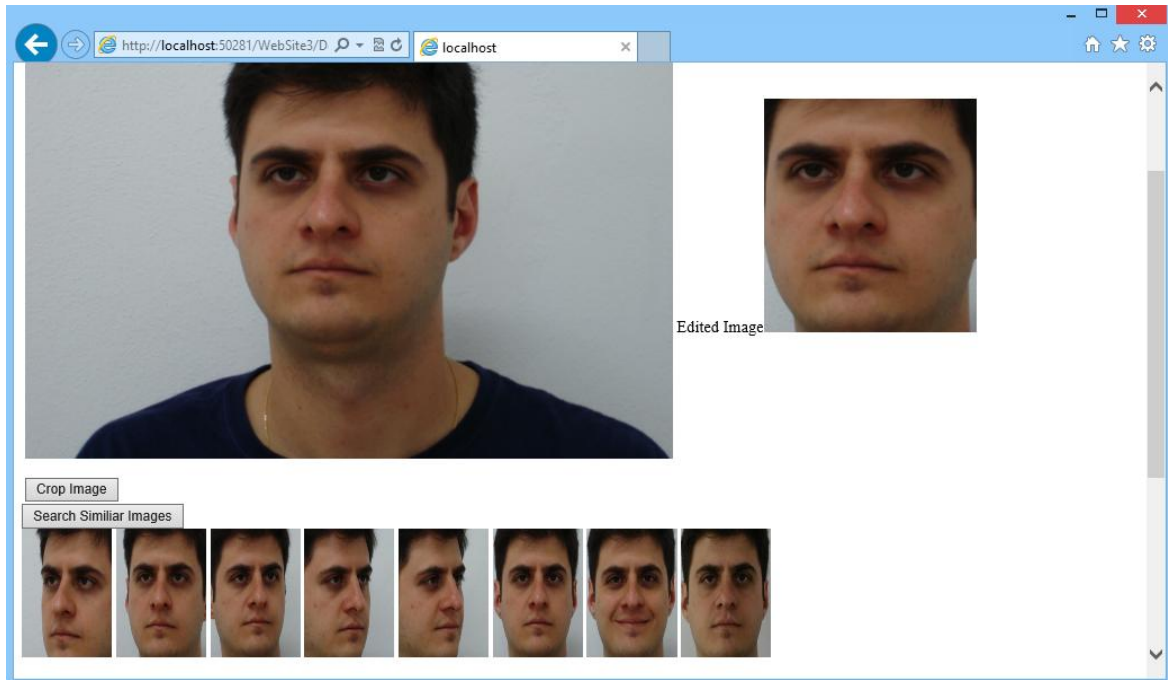 http://localhost:50281/WebSite3/D
localhost
Edited Image
Crop Image
Search Similiar Images